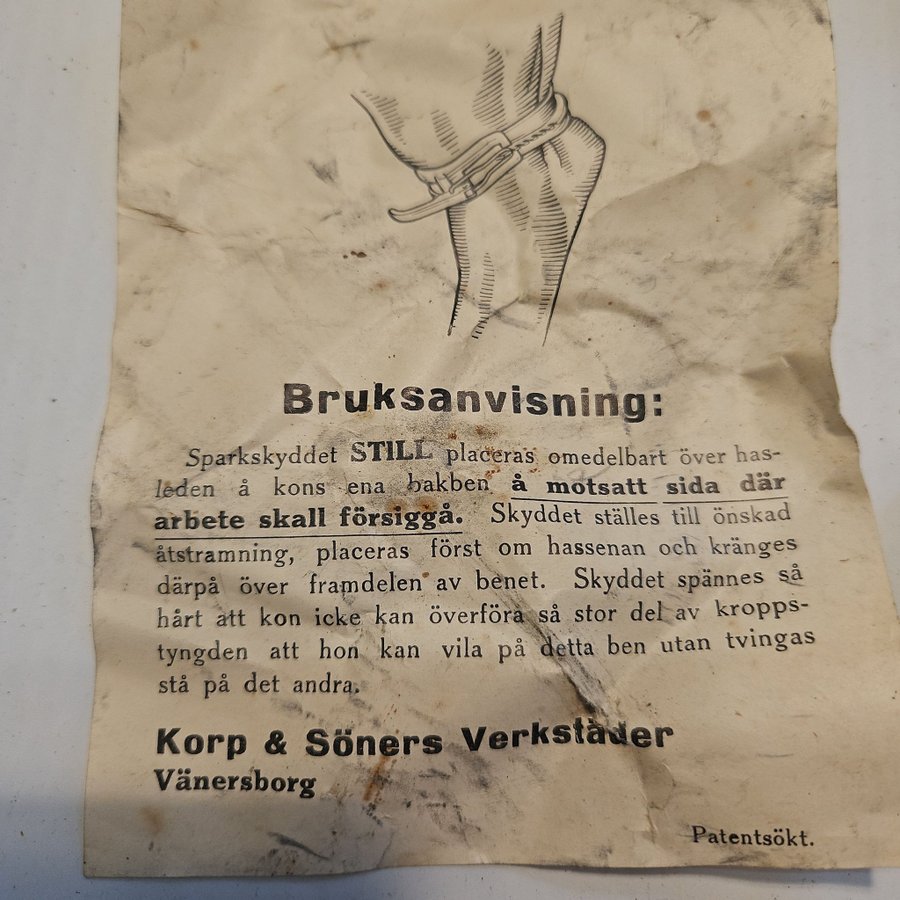 Bruksanvisning:
Sparkskyddet STILL placeras omedelbart över has-
leden å kons ena bakben å motsatt sida där
arbete skall försiggå. Skyddet ställes till önskad
åtstramning, placeras först om hassenan och kränges
därpå över framdelen av benet. Skyddet spännes så
hårt att kon icke kan överföra så stor del av kropps-
tyngden att hon kan vila på detta ben utan tvingas
stå på det andra.
Korp & Söners Verkstäder
Vänersborg
Patentsökt.